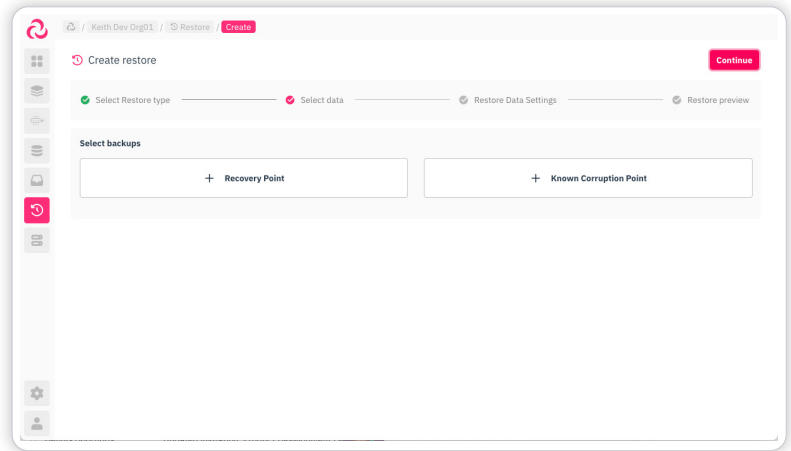 / Keith Dev Org01 / Restore / Create
Create restore
Continue
Select Restore type
Select data
Restore Data Settings
Restore preview
Select backups
+ Recovery Point
+ Known Corruption Point